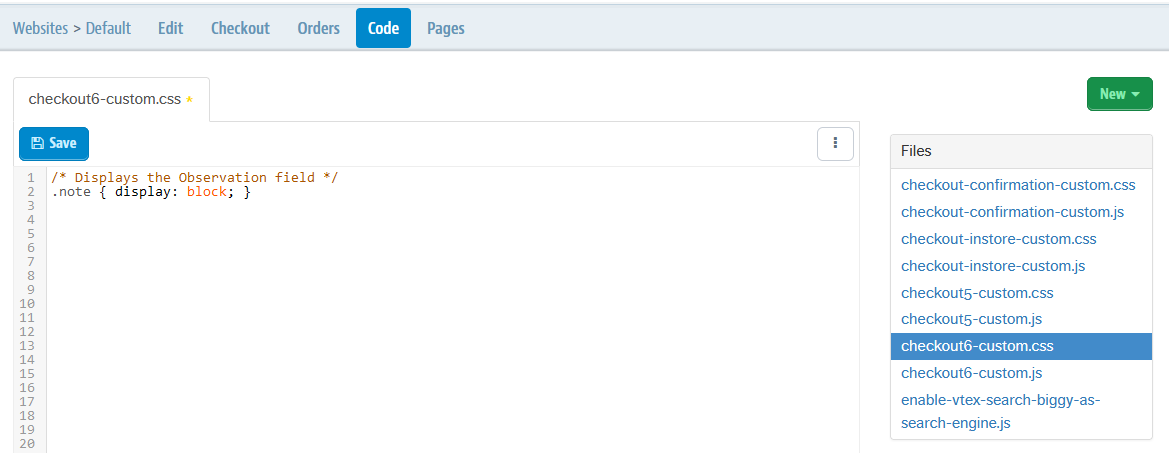 Websites > Default Edit Checkout Orders Code Pages
checkout6-custom.css *
New
Save
Files
1 /* Displays the Observation field */
2 .note { display: block; }
3
4
5
6
7
8
9
10
11
12
13
14
15
16
17
18
19
20
checkout-confirmation-custom.css
checkout-confirmation-custom.js
checkout-instore-custom.css
checkout-instore-custom.js
checkout5-custom.css
checkout5-custom.js
checkout6-custom.css
checkout6-custom.js
enable-vtex-search-biggy-as-
search-engine.js